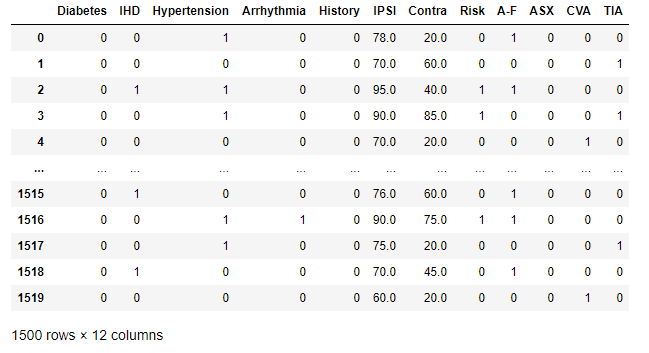 Diabetes IHD Hypertension Arrhythmia History IPSI Contra Risk A-F ASX CVA TIA
0 0 0 1 0 0 78.0 20.0 0 1 0 0 0
1 0 0 0 0 0 70.0 60.0 0 0 0 0 1
2 0 1 1 0 0 95.0 40.0 1 1 0 0 0
3 0 0 1 0 0 90.0 85.0 1 0 0 0 1
4 0 0 0 0 0 70.0 20.0 0 0 0 1 0
... ... ... ... ... ... ... ... ... ... ... ... ...
1515 0 1 0 0 0 76.0 60.0 0 1 0 0 0
1516 0 0 1 1 0 90.0 75.0 1 1 0 0 0
1517 0 0 1 0 0 75.0 20.0 0 0 0 0 1
1518 0 1 0 0 0 70.0 45.0 0 1 0 0 0
1519 0 0 0 0 0 60.0 20.0 0 0 0 1 0
1500 rows × 12 columns